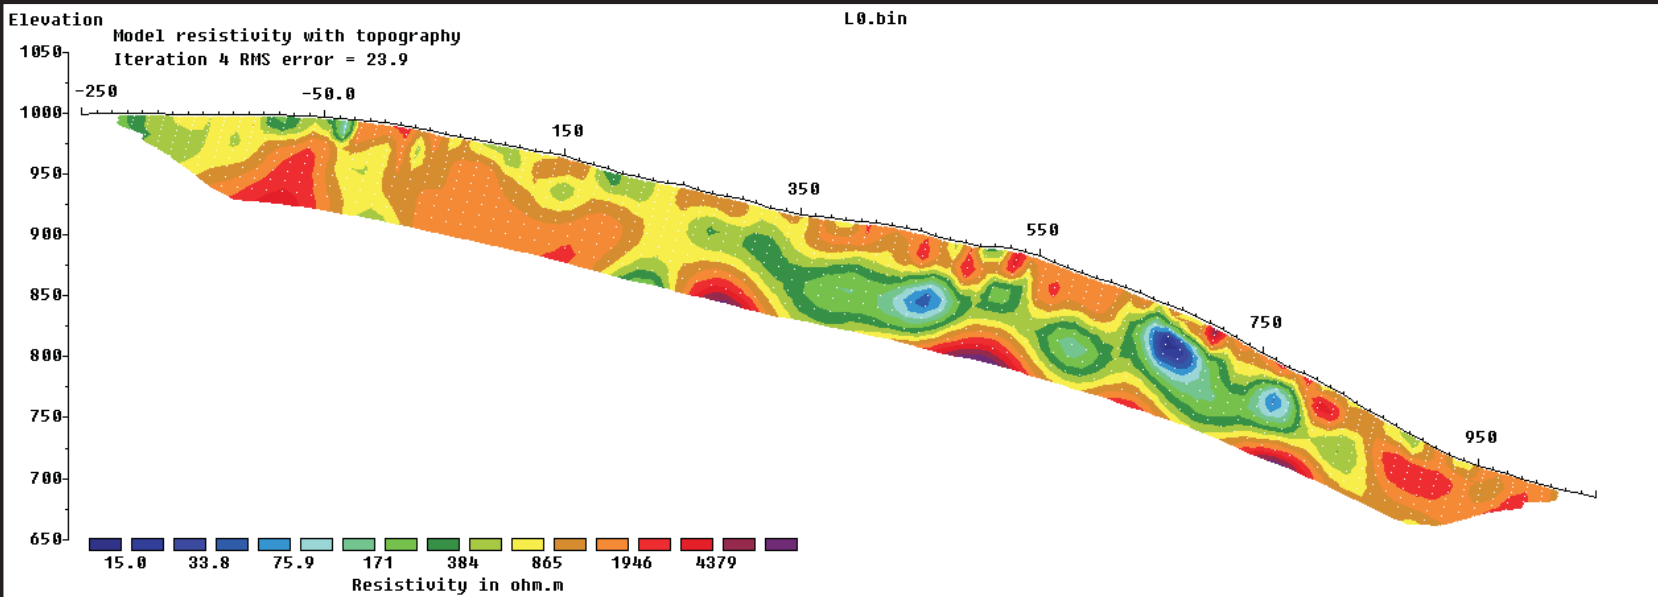 Elevation
L0.bin
Model resistivity with topography
Iteration 4 RMS error = 23.9
1050
1000
950
900
850
800
750
700
650
-250
-50.0
150
350
550
750
950
15.0 33.8 75.9 171 384 865 1946 4379
Resistivity in ohm.m